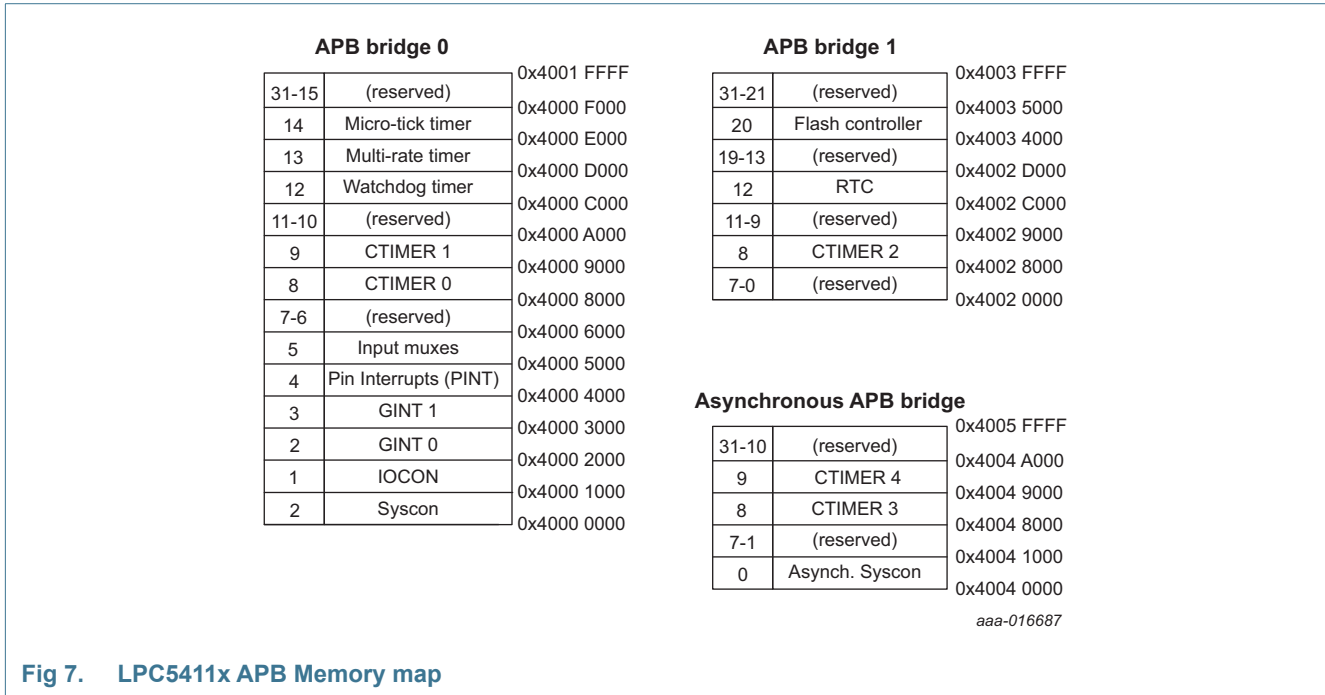 APB bridge 0
0x4001 FFFF
31-15 (reserved)
0x4000 F000
14 Micro-tick timer
0x4000 E000
13 Multi-rate timer
0x4000 D000
12 Watchdog timer
0x4000 C000
11-10 (reserved)
0x4000 A000
9 CTIMER 1
0x4000 9000
8 CTIMER 0
0x4000 8000
7-6 (reserved)
0x4000 6000
5 Input muxes
0x4000 5000
4 Pin Interrupts (PINT)
0x4000 4000
3 GINT 1
0x4000 3000
2 GINT 0
0x4000 2000
1 IOCON
0x4000 1000
2 Syscon
0x4000 0000
APB bridge 1
0x4003 FFFF
31-21 (reserved)
0x4003 5000
20 Flash controller
0x4003 4000
19-13 (reserved)
0x4002 D000
12 RTC
0x4002 C000
11-9 (reserved)
0x4002 9000
8 CTIMER 2
0x4002 8000
7-0 (reserved)
0x4002 0000
Asynchronous APB bridge
0x4005 FFFF
31-10 (reserved)
0x4004 A000
9 CTIMER 4
0x4004 9000
8 CTIMER 3
0x4004 8000
7-1 (reserved)
0x4004 1000
0 Asynch. Syscon
0x4004 0000
aaa-016687
Fig 7. LPC5411x APB Memory map